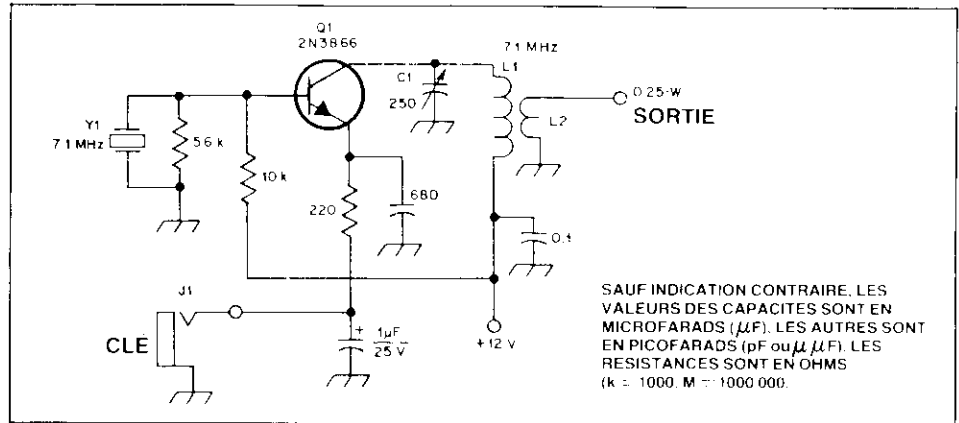 Q1
2N3866
7.1 MHz
L1
C1
250
0.25-W
SORTIE
L2
Y1
7.1 MHz
5.6 k
10 k
220
680
0.1
J1
CLE
+
1µF
25 V
+12 V
SAUF INDICATION CONTRAIRE, LES
VALEURS DES CAPACITES SONT EN
MICROFARADS (µF). LES AUTRES SONT
EN PICOFARADS (pF ou µµF). LES
RESISTANCES SONT EN OHMS
(k = 1000, M = 1000 000.